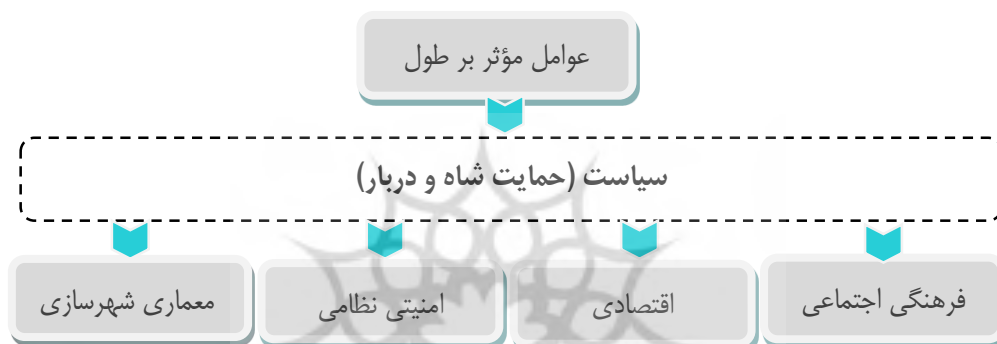 عوامل مؤثر بر طول
سیاست (حمایت شاه و دربار)
فرهنگی اجتماعی
اقتصادی
امنیتی نظامی
معماری شهرسازی